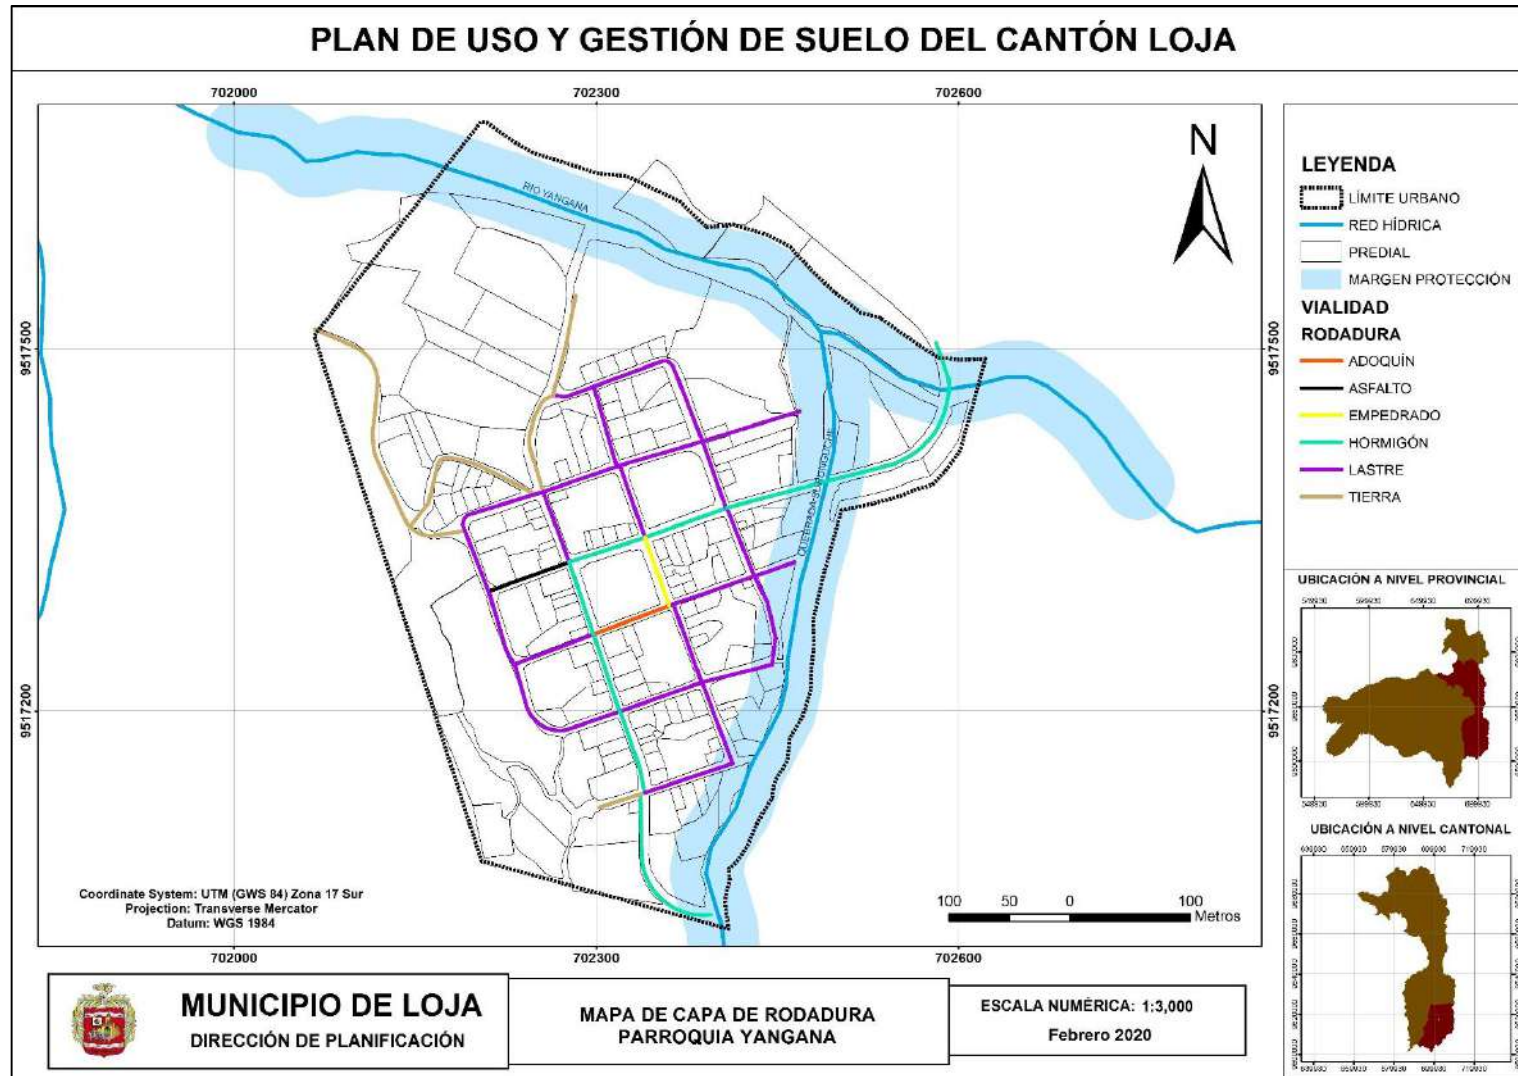 PLAN DE USO Y GESTIÓN DE SUELO DEL CANTÓN LOJA
702000 702300 702600
N
9517500 9517500
9517200 9517200
RIO YANGANA
Coordinate System: UTM (GWS 84) Zona 17 Sur
Projection: Transverse Mercator
Datum: WGS 1984
100 50 0 100
Metros
702000 702300 702600
LEYENDA
LÍMITE URBANO
RED HÍDRICA
PREDIAL
MARGEN PROTECCIÓN
VIALIDAD
RODADURA
ADOQUÍN
ASFALTO
EMPEDRADO
HORMIGÓN
LASTRE
TIERRA
UBICACIÓN A NIVEL PROVINCIAL
UBICACIÓN A NIVEL CANTONAL
MUNICIPIO DE LOJA
DIRECCIÓN DE PLANIFICACIÓN
MAPA DE CAPA DE RODADURA
PARROQUIA YANGANA
ESCALA NUMÉRICA: 1:3,000
Febrero 2020